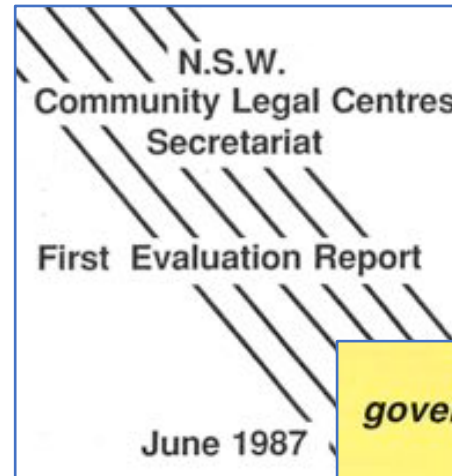 N.S.W.
Community Legal Centres
Secretariat
First Evaluation Report
June 1987